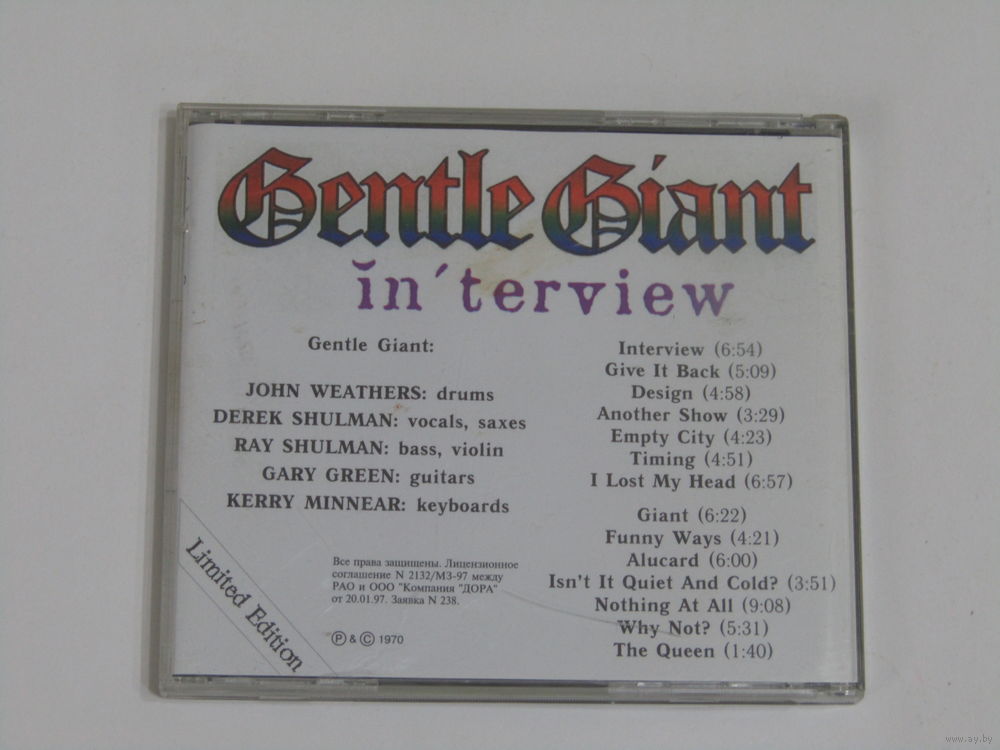 Gentle Giant
ĭn´terview
Gentle Giant:
JOHN WEATHERS: drums
DEREK SHULMAN: vocals, saxes
RAY SHULMAN: bass, violin
GARY GREEN: guitars
KERRY MINNEAR: keyboards
Interview (6:54)
Give It Back (5:09)
Design (4:58)
Another Show (3:29)
Empty City (4:23)
Timing (4:51)
I Lost My Head (6:57)
Giant (6:22)
Funny Ways (4:21)
Alucard (6:00)
Isn't It Quiet And Cold? (3:51)
Nothing At All (9:08)
Why Not? (5:31)
The Queen (1:40)
Limited Edition
Все права защищены. Лицензионное
соглашение N 2132/МЗ-97 между
РАО и ООО "Компания "ДОРА"
от 20.01.97. Заявка N 238.
Ⓟ & Ⓒ 1970
www.ay.by